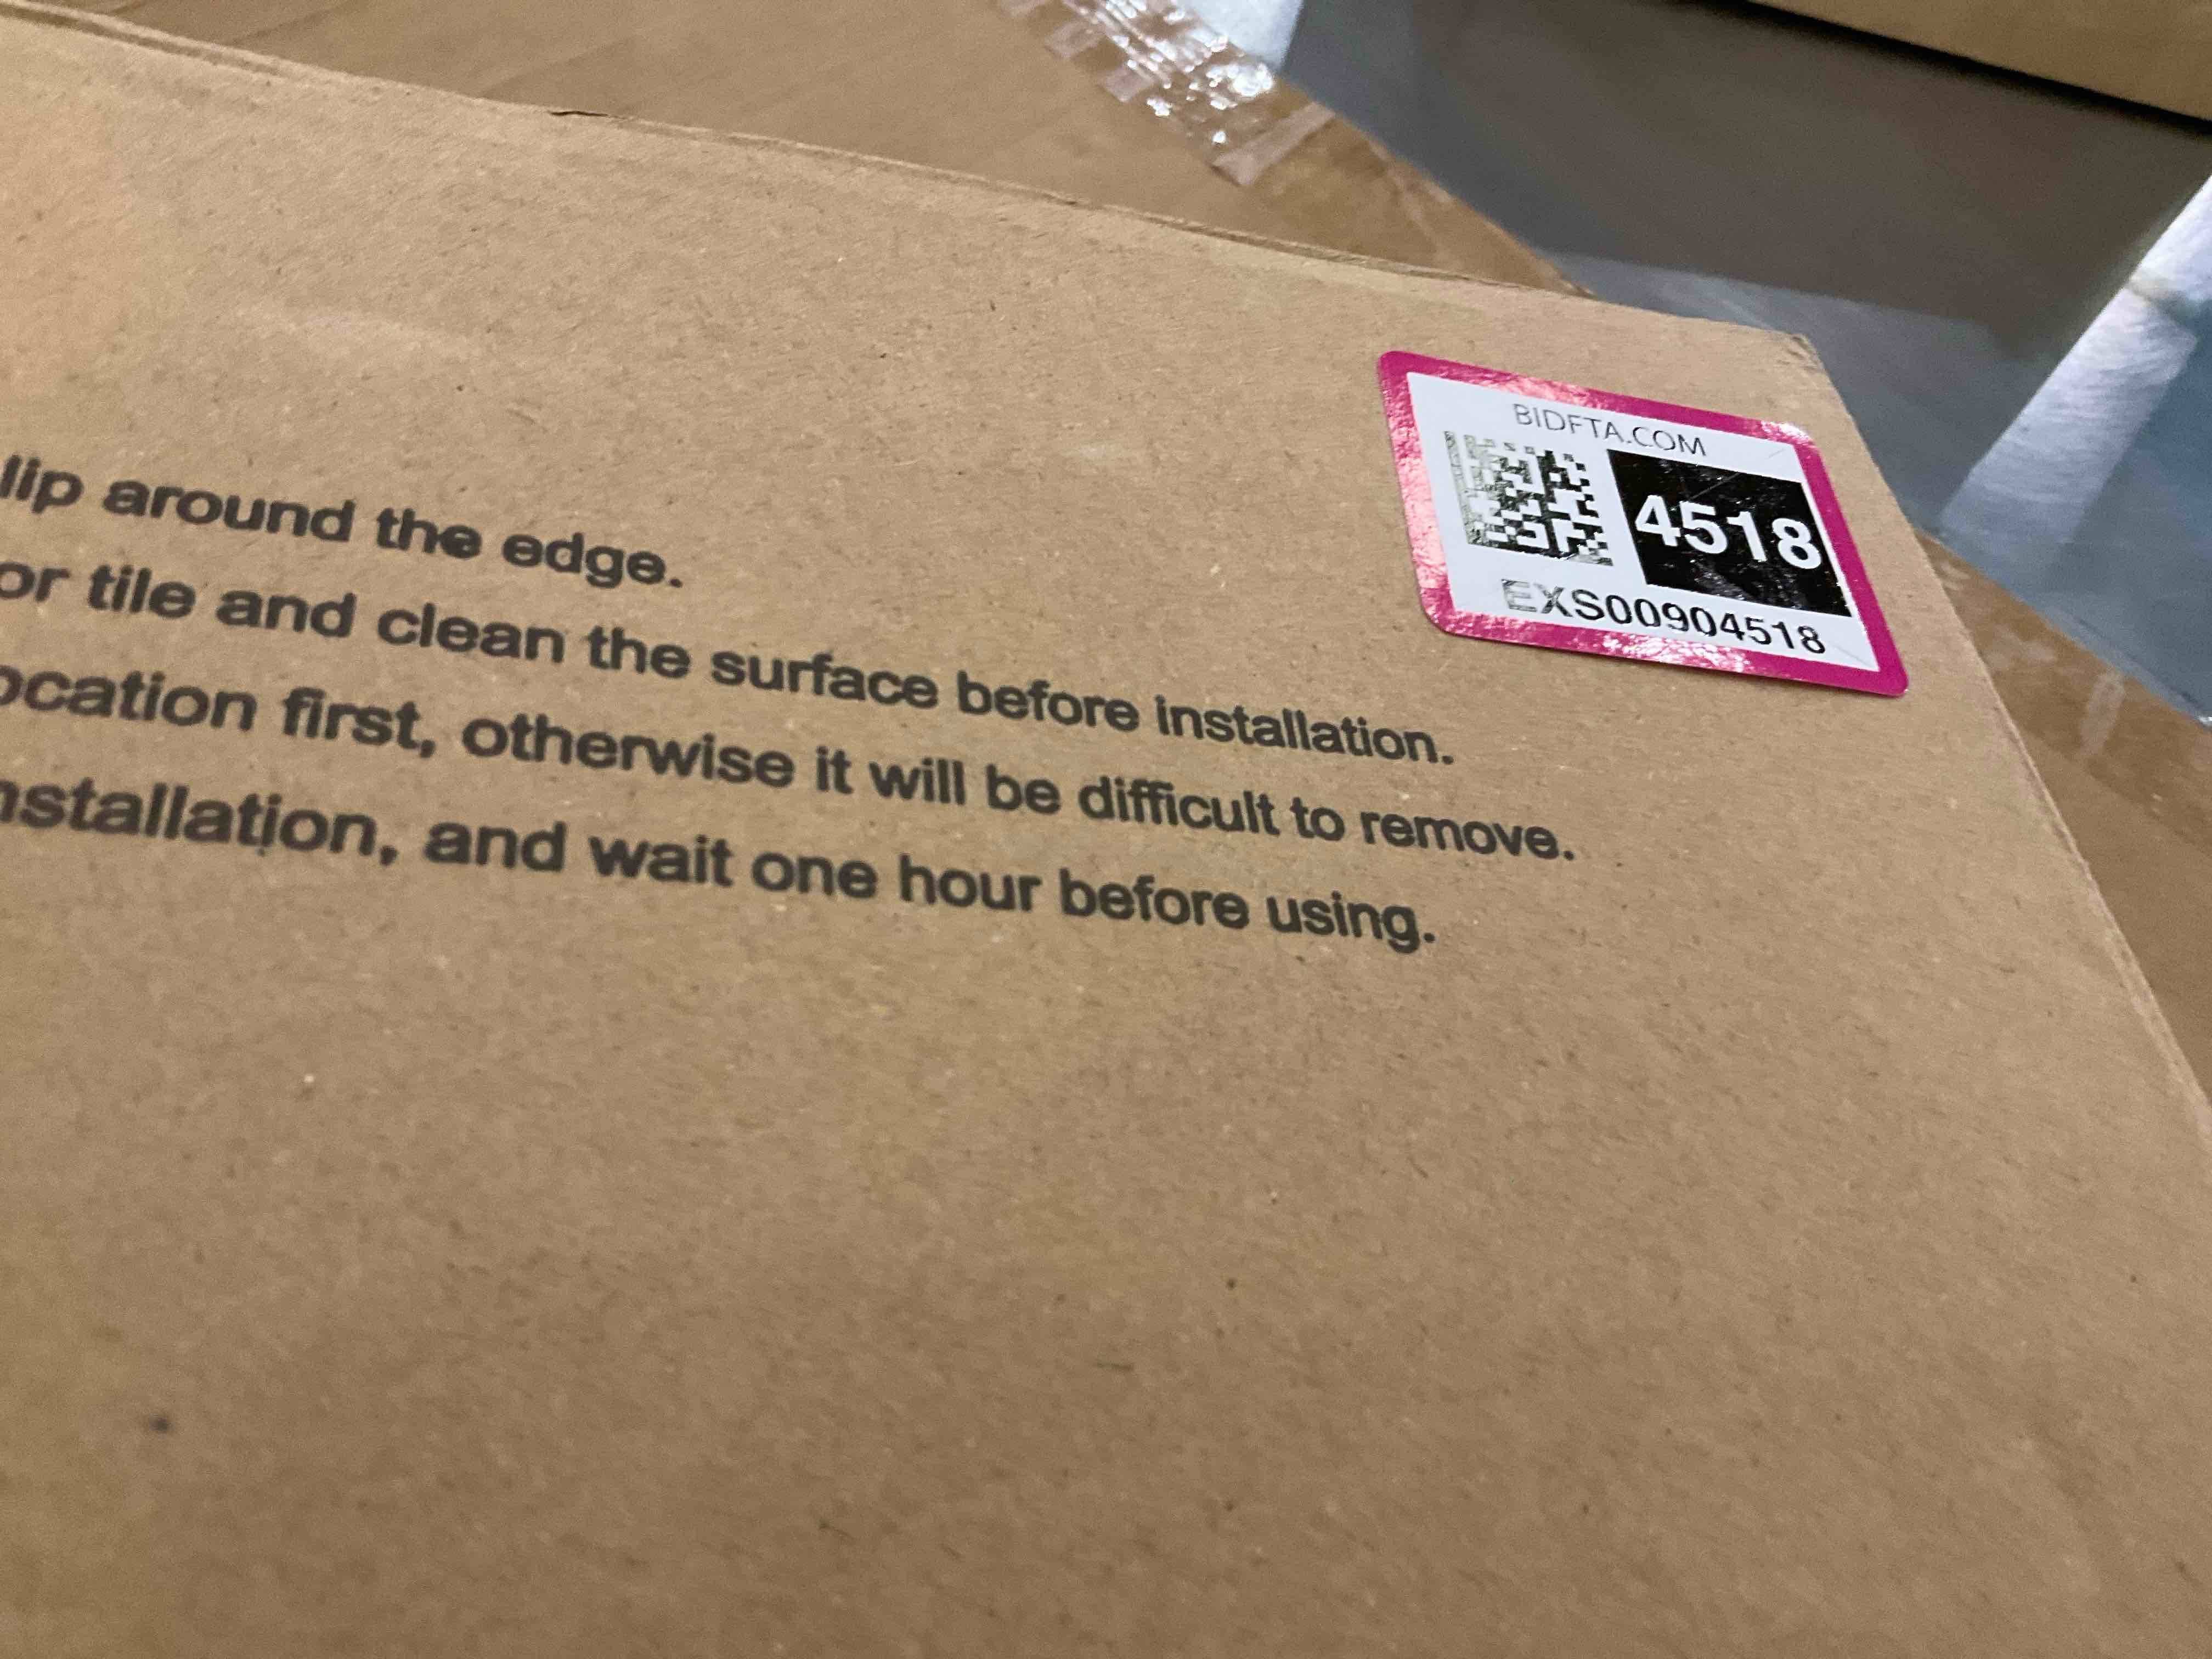 BIDFTA.COM
4518
EXS00904518
lip around the edge.
or tile and clean the surface before installation.
ocation first, otherwise it will be difficult to remove.
nstallation, and wait one hour before using.